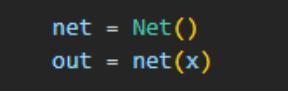 net = Net()
out = net(x)